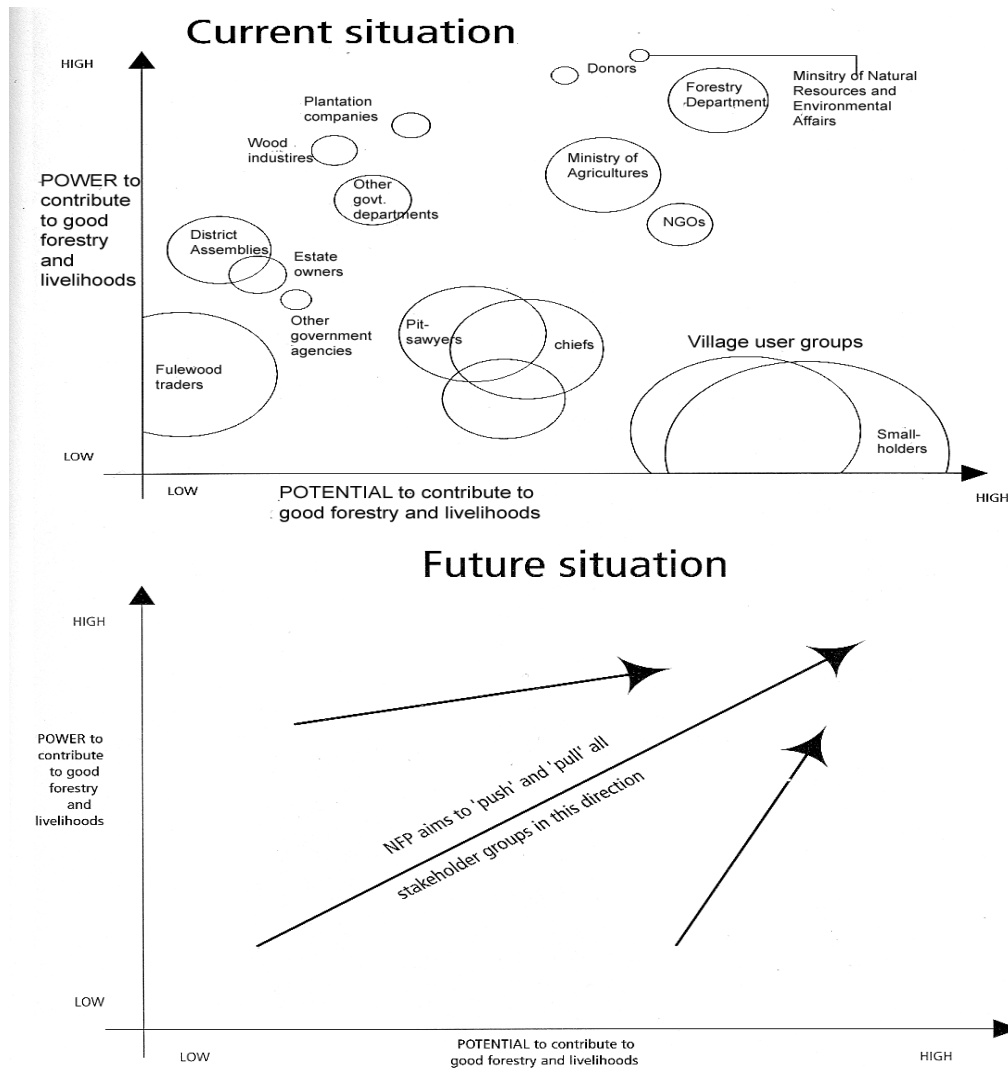 Current situation
HIGH
POWER to
contribute
to good
forestry
and
livelihoods
LOW
Donors
Minsitry of Natural
Resources and
Environmental
Affairs
Forestry
Department
Plantation
companies
Wood
industires
Ministry of
Agricultures
Other
govt.
departments
NGOs
District
Assemblies
Estate
owners
Other
government
agencies
Pit-
sawyers
chiefs
Village user groups
Fulewood
traders
Small-
holders
LOW
POTENTIAL to contribute to
good forestry and livelihoods
HIGH
Future situation
HIGH
POWER to
contribute
to good
forestry
and
livelihoods
NFP aims to 'push' and 'pull' all
stakeholder groups in this direction
LOW
LOW
POTENTIAL to contribute to
good forestry and livelihoods
HIGH